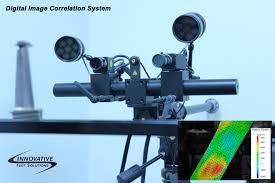 Digital Image Correlation System
INNOVATIVE
TEST SOLUTIONS